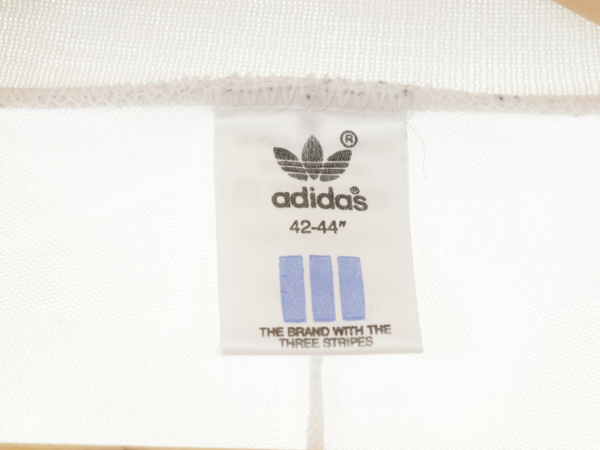 ®
adidas®
42-44"
THE BRAND WITH THE
THREE STRIPES